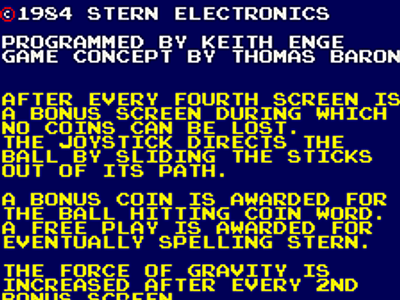 ©1984 STERN ELECTRONICS
PROGRAMMED BY KEITH ENGE
GAME CONCEPT BY THOMAS BARON
AFTER EVERY FOURTH SCREEN IS
A BONUS SCREEN DURING WHICH
NO COINS CAN BE LOST.
THE JOYSTICK DIRECTS THE
BALL BY SLIDING THE STICKS
OUT OF ITS PATH.
A BONUS COIN IS AWARDED FOR
THE BALL HITTING COIN WORD.
A FREE PLAY IS AWARDED FOR
EVENTUALLY SPELLING STERN.
THE FORCE OF GRAVITY IS
INCREASED AFTER EVERY 2ND
BONUS SCREEN